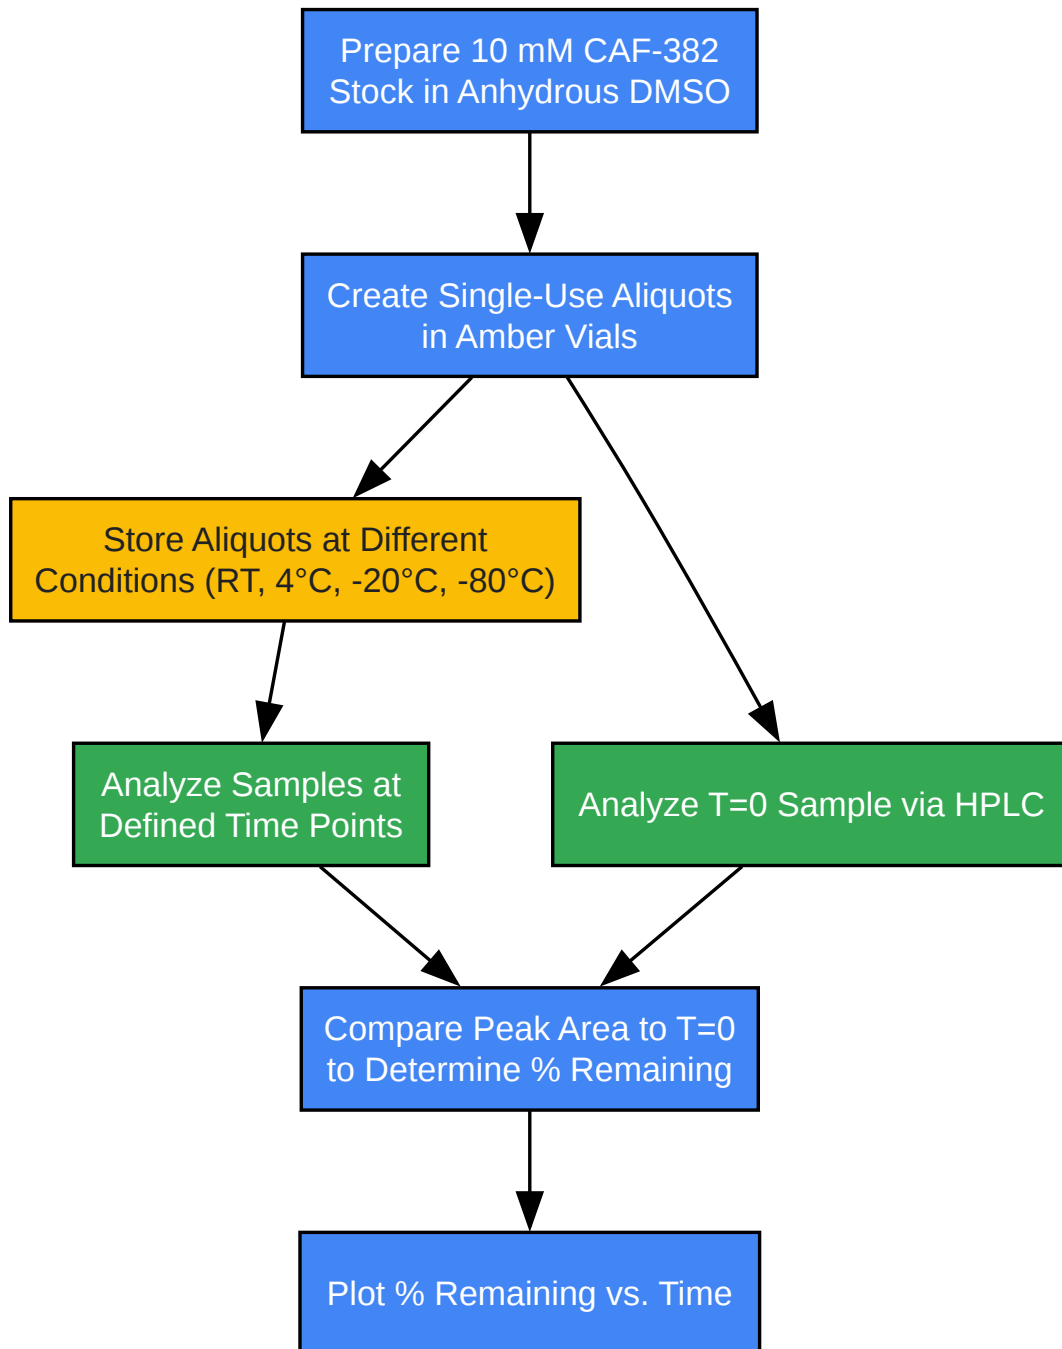 Prepare 10 mM CAF-382
Stock in Anhydrous DMSO
Create Single-Use Aliquots
in Amber Vials
Store Aliquots at Different
Conditions (RT, 4°C, -20°C, -80°C)
Analyze Samples at
Defined Time Points
Analyze T=0 Sample via HPLC
Compare Peak Area to T=0
to Determine % Remaining
Plot % Remaining vs. Time